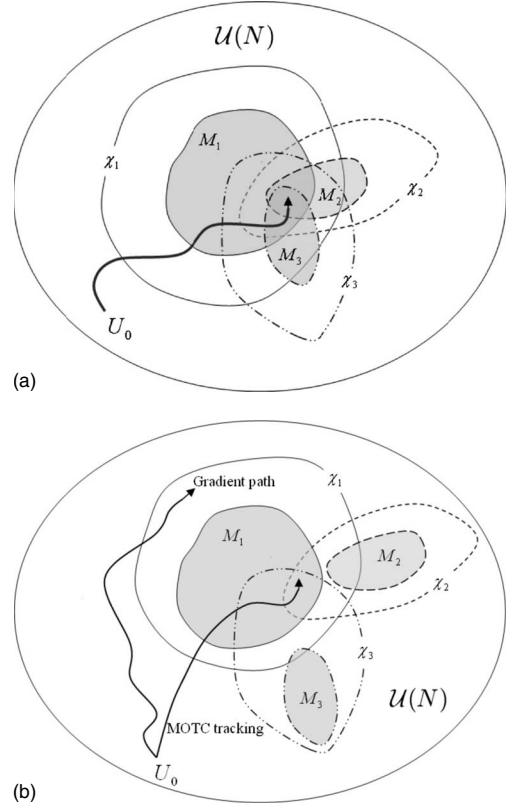 𝒰(N)
χ₁
M₁
M₂
χ₂
M₃
χ₃
U₀
(a)
Gradient path
χ₁
M₁
M₂
χ₂
χ₃
M₃
𝒰(N)
MOTC tracking
U₀
(b)